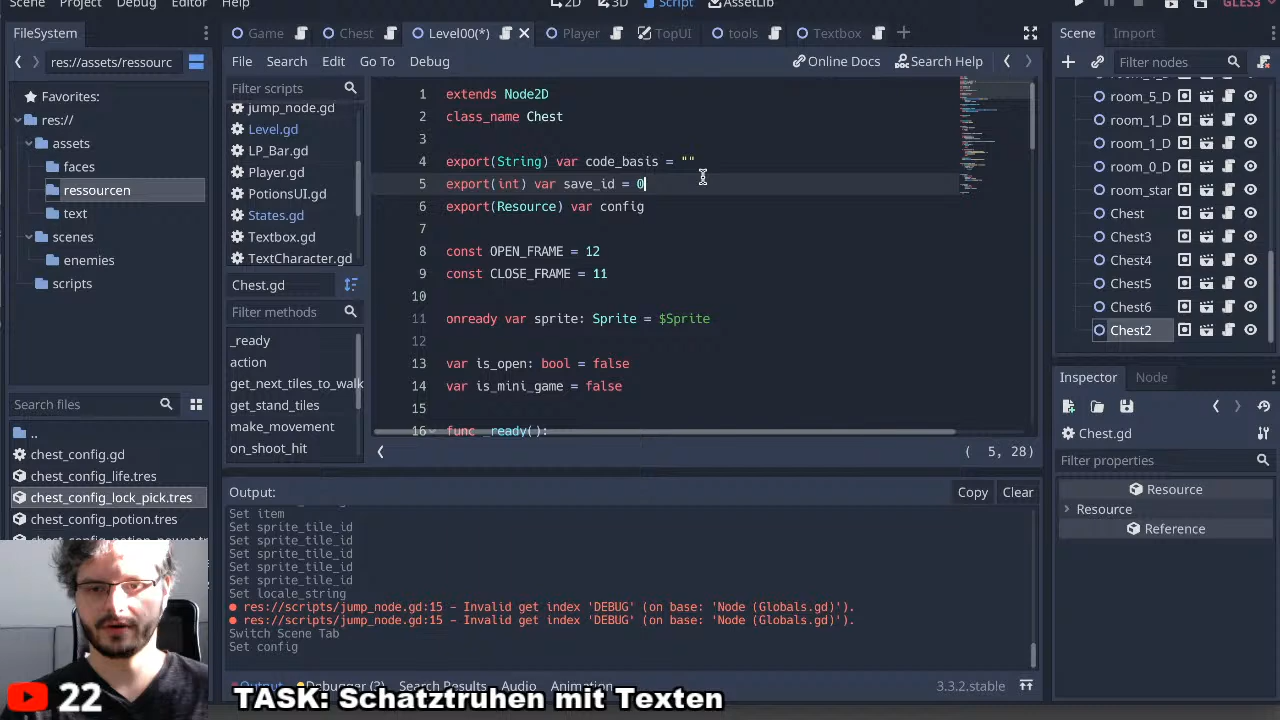 Scene Project Debug Editor Help
2D 3D Script AssetLib
GLES3
FileSystem
Game Chest Level00(*) Player TopUI tools Textbox
Scene Import
res://assets/ressourc
File Search Edit Go To Debug
Online Docs Search Help
Filter nodes
Favorites:
res://
assets
faces
ressourcen
text
scenes
enemies
scripts
Filter scripts
jump_node.gd
Level.gd
LP_Bar.gd
Player.gd
PotionsUI.gd
States.gd
Textbox.gd
TextCharacter.gd
Chest.gd
Filter methods
_ready
action
get_next_tiles_to_walk
get_stand_tiles
make_movement
on_shoot_hit
1 extends Node2D
2 class_name Chest
3
4 export(String) var code_basis = ""
5 export(int) var save_id = 0
6 export(Resource) var config
7
8 const OPEN_FRAME = 12
9 const CLOSE_FRAME = 11
10
11 onready var sprite: Sprite = $Sprite
12
13 var is_open: bool = false
14 var is_mini_game = false
15
16 func _ready():
( 5, 28)
room_5_D
room_1_D
room_1_D
room_0_D
room_star
Chest
Chest3
Chest4
Chest5
Chest6
Chest2
Inspector Node
Chest.gd
Filter properties
Resource
Resource
Reference
Search files
..
chest_config.gd
chest_config_life.tres
chest_config_lock_pick.tres
chest_config_potion.tres
Output:
Copy Clear
Set item
Set sprite_tile_id
Set sprite_tile_id
Set sprite_tile_id
Set sprite_tile_id
Set sprite_tile_id
Set locale_string
res://scripts/jump_node.gd:15 - Invalid get index 'DEBUG' (on base: 'Node (Globals.gd)').
res://scripts/jump_node.gd:15 - Invalid get index 'DEBUG' (on base: 'Node (Globals.gd)').
Switch Scene Tab
Set config
Output Debugger Search Results Audio Animation
3.3.2.stable
22
TASK: Schatztruhen mit Texten